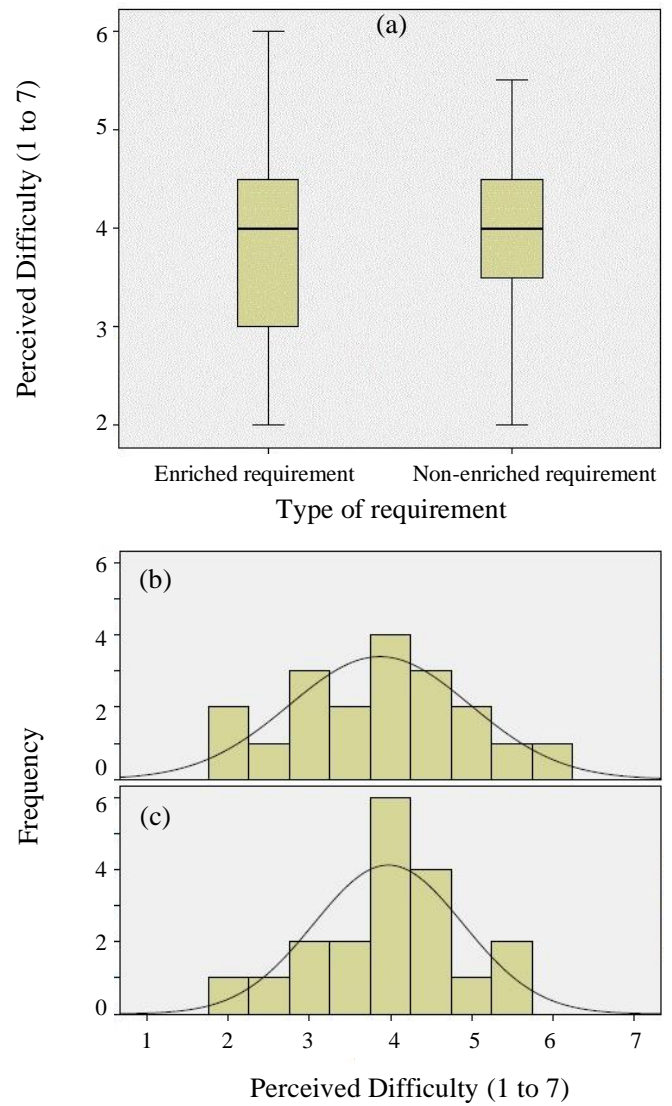 (a)
Perceived Difficulty (1 to 7)
6
5
4
3
2
Enriched requirement Non-enriched requirement
Type of requirement
(b)
6
4
2
0
Frequency
(c)
6
4
2
0
1 2 3 4 5 6 7
Perceived Difficulty (1 to 7)